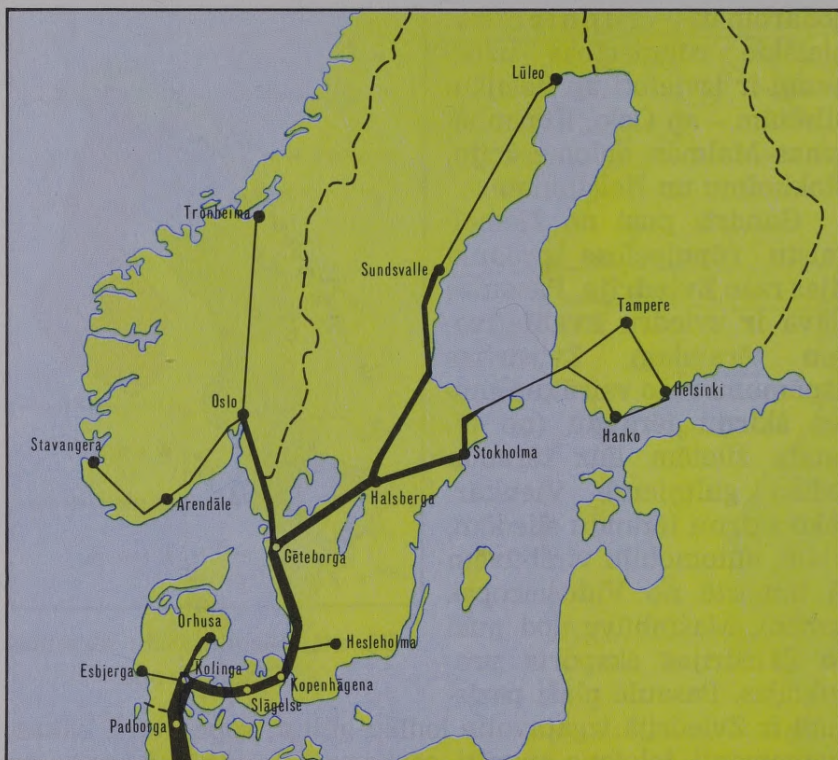 Lūleo
Tronheima
Sundsvalle
Tampere
Oslo
Helsinki
Hanko
Stavangera
Stokholma
Arendāle
Halsberga
Gēteborga
Orhusa
Hesleholma
Esbjerga
Kolinga
Kopenhāgena
Slāgelse
Padborga